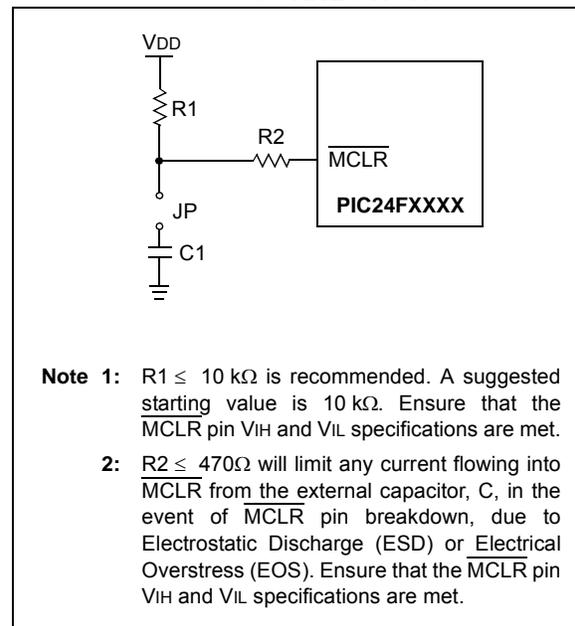 VDD
R1
R2
MCLR
JP
PIC24FXXXX
C1
Note 1: R1 ≤ 10 kΩ is recommended. A suggested
starting value is 10 kΩ. Ensure that the
MCLR pin VIH and VIL specifications are met.
2: R2 ≤ 470Ω will limit any current flowing into
MCLR from the external capacitor, C, in the
event of MCLR pin breakdown, due to
Electrostatic Discharge (ESD) or Electrical
Overstress (EOS). Ensure that the MCLR pin
VIH and VIL specifications are met.